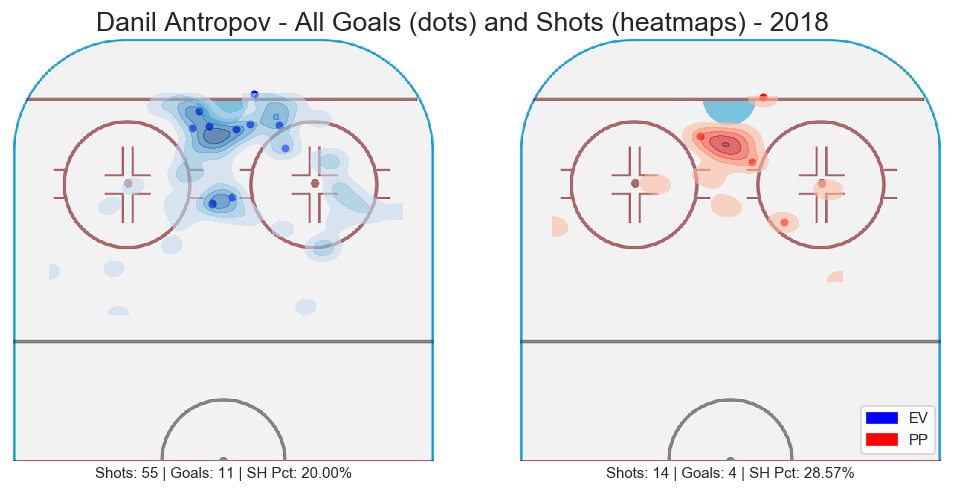 Danil Antropov - All Goals (dots) and Shots (heatmaps) - 2018
EV
PP
Shots: 55 | Goals: 11 | SH Pct: 20.00%
Shots: 14 | Goals: 4 | SH Pct: 28.57%